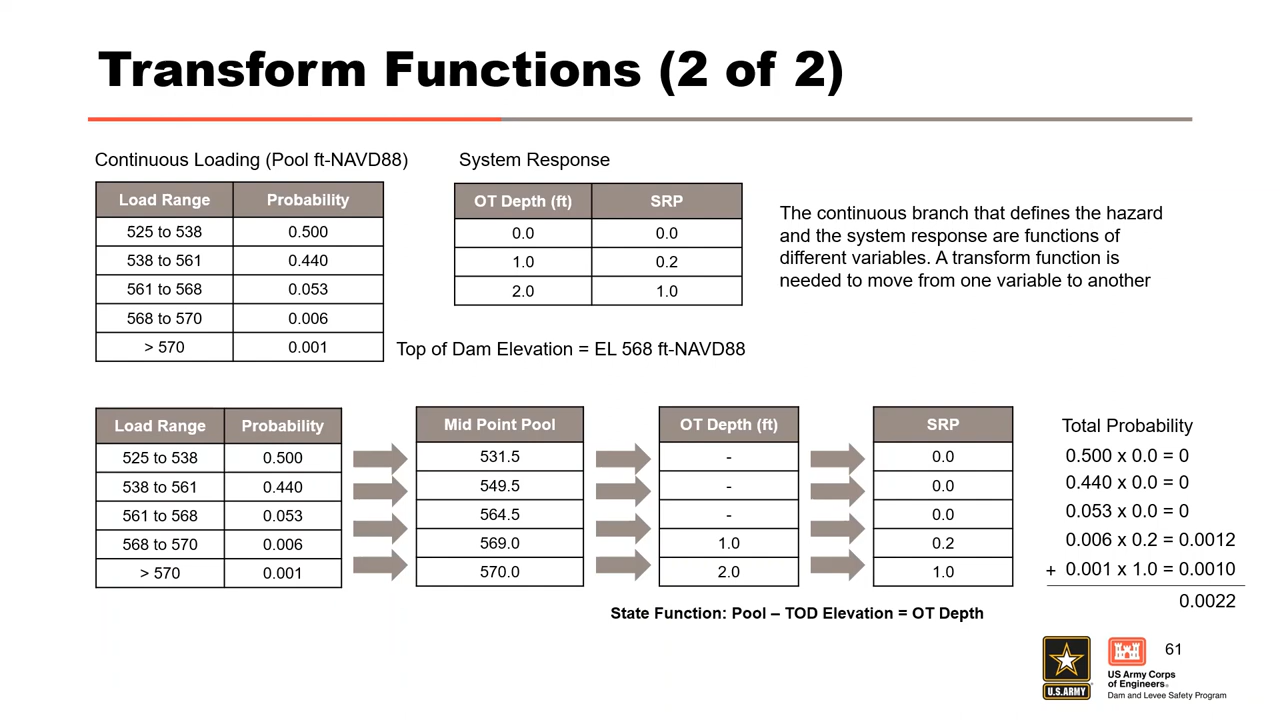 Transform Functions (2 of 2)
Continuous Loading (Pool ft-NAVD88)
Load Range Probability
525 to 538 0.500
538 to 561 0.440
561 to 568 0.053
568 to 570 0.006
> 570 0.001
System Response
OT Depth (ft) SRP
0.0 0.0
1.0 0.2
2.0 1.0
The continuous branch that defines the hazard
and the system response are functions of
different variables. A transform function is
needed to move from one variable to another
Top of Dam Elevation = EL 568 ft-NAVD88
Load Range Probability Mid Point Pool OT Depth (ft) SRP Total Probability
525 to 538 0.500 531.5 - 0.0 0.500 x 0.0 = 0
538 to 561 0.440 549.5 - 0.0 0.440 x 0.0 = 0
561 to 568 0.053 564.5 - 0.0 0.053 x 0.0 = 0
568 to 570 0.006 569.0 1.0 0.2 0.006 x 0.2 = 0.0012
> 570 0.001 570.0 2.0 1.0 + 0.001 x 1.0 = 0.0010
0.0022
State Function: Pool – TOD Elevation = OT Depth
61
U.S.ARMY
US Army Corps
of Engineers®
Dam and Levee Safety Program